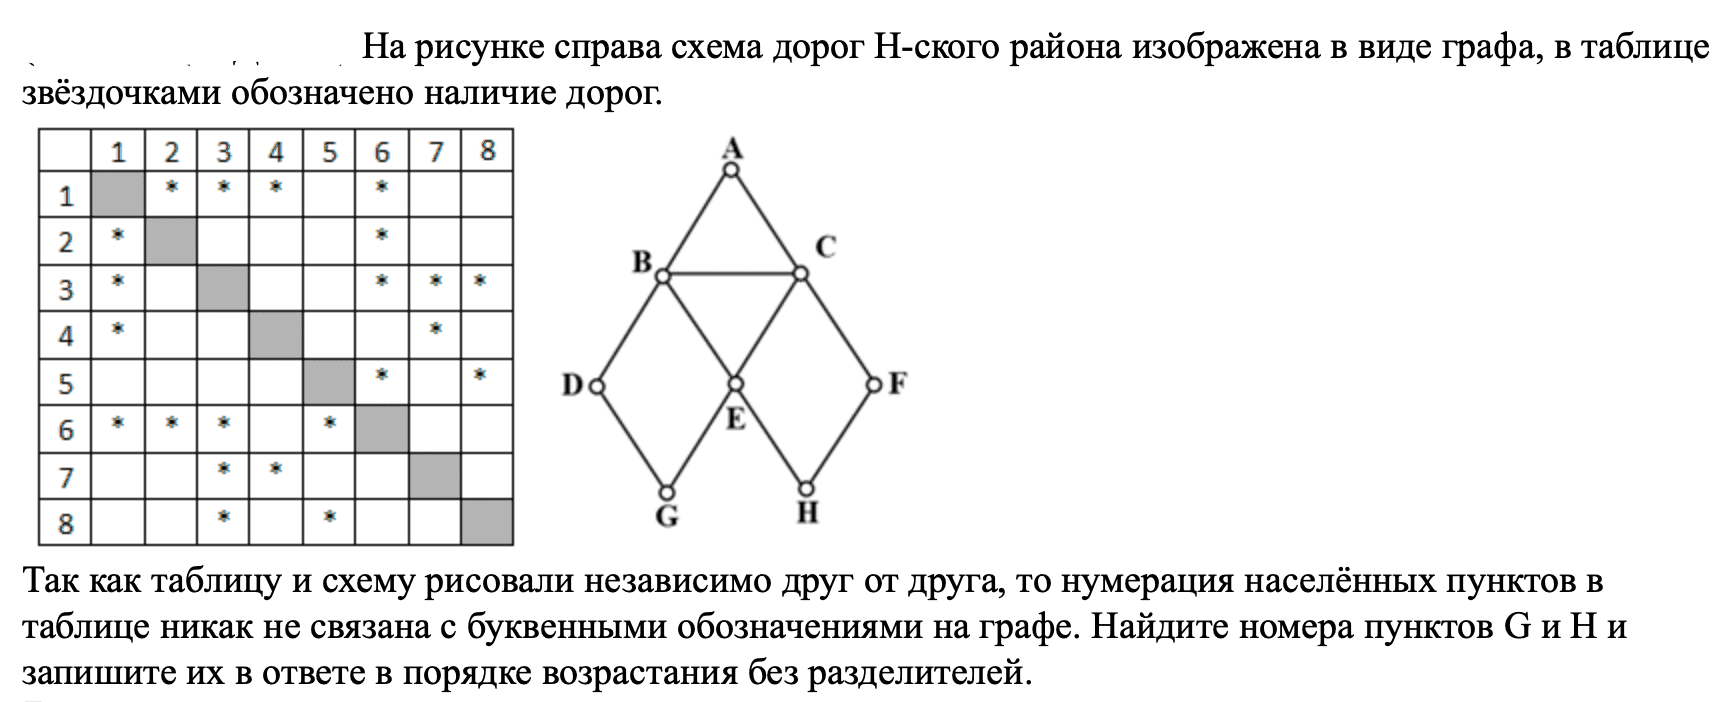 На рисунке справа схема дорог Н-ского района изображена в виде графа, в таблице
звёздочками обозначено наличие дорог.
1 2 3 4 5 6 7 8
1 * * * *
2 * *
3 * * * *
4 * *
5 * *
6 * * * *
7 * *
8 * *
A
B
C
D
E
F
G
H
Так как таблицу и схему рисовали независимо друг от друга, то нумерация населённых пунктов в
таблице никак не связана с буквенными обозначениями на графе. Найдите номера пунктов G и H и
запишите их в ответе в порядке возрастания без разделителей.